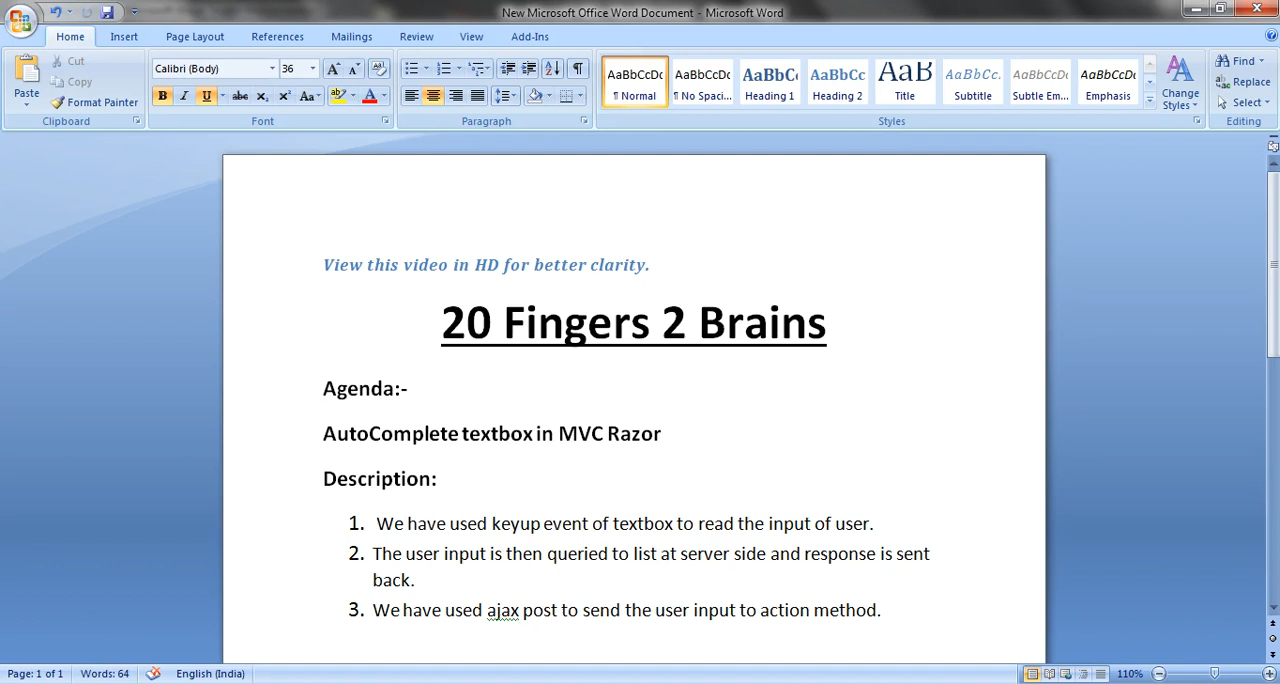 New Microsoft Office Word Document - Microsoft Word
Home Insert Page Layout References Mailings Review View Add-Ins
Paste
Cut
Copy
Format Painter
Clipboard
Calibri (Body) 36
Font
Paragraph
AaBbCcDc AaBbCcDc AaBbC AaBbCc AaB AaBbCc. AaBbCcDc AaBbCcDc
¶ Normal ¶ No Spaci... Heading 1 Heading 2 Title Subtitle Subtle Em... Emphasis
Change Styles
Styles
Find
Replace
Select
Editing
View this video in HD for better clarity.
20 Fingers 2 Brains
Agenda:-
AutoComplete textbox in MVC Razor
Description:
1. We have used keyup event of textbox to read the input of user.
2. The user input is then queried to list at server side and response is sent
back.
3. We have used ajax post to send the user input to action method.
Page: 1 of 1 Words: 64 English (India) 110%